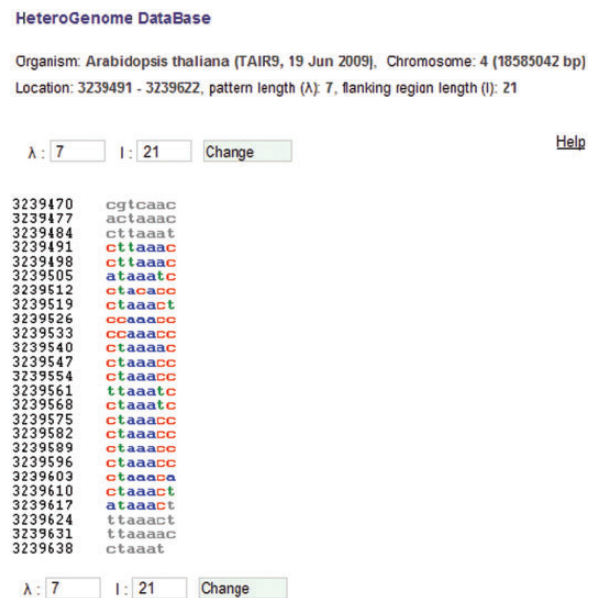 HeteroGenome DataBase
Organism: Arabidopsis thaliana (TAIR9, 19 Jun 2009), Chromosome: 4 (18585042 bp)
Location: 3239491 - 3239622, pattern length (λ): 7, flanking region length (l): 21
λ : 7 l : 21 Change Help
3239470 cgtcaac
3239477 actaaac
3239484 cttaaat
3239491 cttaaac
3239498 cttaaac
3239505 ataaatc
3239512 ctacacc
3239519 ctaaact
3239526 ccaaacc
3239533 ccaaacc
3239540 ctaaaac
3239547 ctaaacc
3239554 ctaaacc
3239561 ttaaatc
3239568 ctaaatc
3239575 ctaaacc
3239582 ctaaacc
3239589 ctaaacc
3239596 ctaaacc
3239603 ctaaaca
3239610 ctaaact
3239617 ataaact
3239624 ttaaact
3239631 ttaaaac
3239638 ctaaat
λ : 7 l : 21 Change